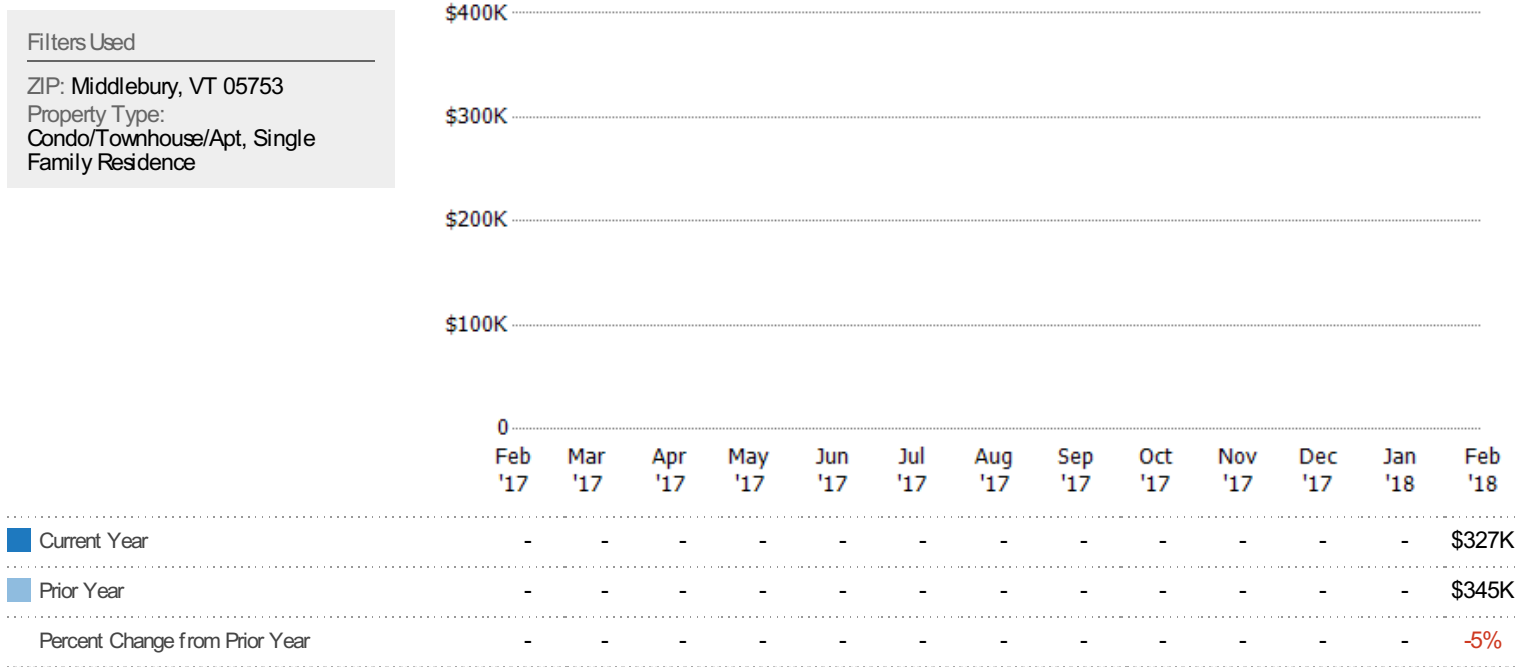 Filters Used
ZIP: Middlebury, VT 05753
Property Type:
Condo/Townhouse/Apt, Single
Family Residence
$400K
$300K
$200K
$100K
0
Feb Mar Apr May Jun Jul Aug Sep Oct Nov Dec Jan Feb
'17 '17 '17 '17 '17 '17 '17 '17 '17 '17 '17 '18 '18
Current Year - - - - - - - - - - - - $327K
Prior Year - - - - - - - - - - - - $345K
Percent Change from Prior Year - - - - - - - - - - - - -5%